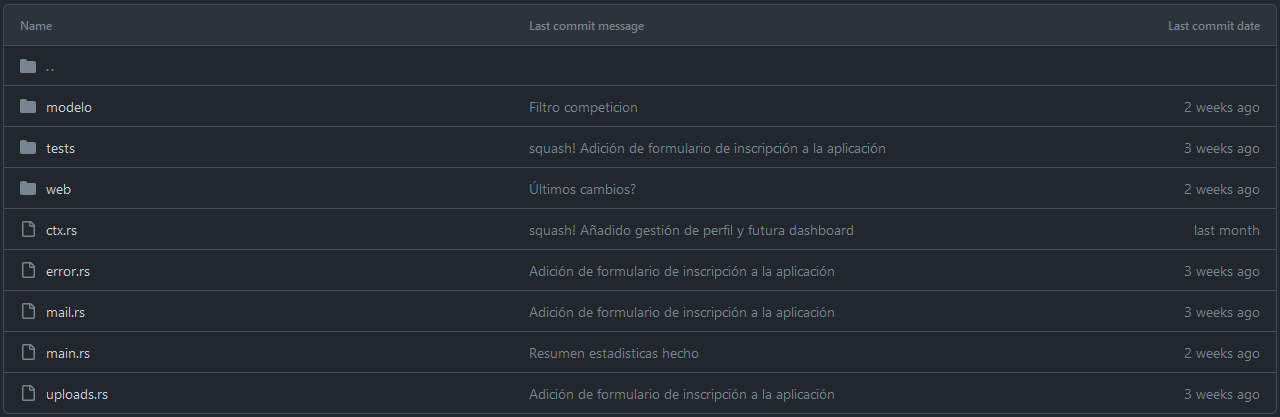 Name Last commit message Last commit date
..
modelo Filtro competicion 2 weeks ago
tests squash! Adición de formulario de inscripción a la aplicación 3 weeks ago
web Últimos cambios? 2 weeks ago
ctx.rs squash! Añadido gestión de perfil y futura dashboard last month
error.rs Adición de formulario de inscripción a la aplicación 3 weeks ago
mail.rs Adición de formulario de inscripción a la aplicación 3 weeks ago
main.rs Resumen estadisticas hecho 2 weeks ago
uploads.rs Adición de formulario de inscripción a la aplicación 3 weeks ago